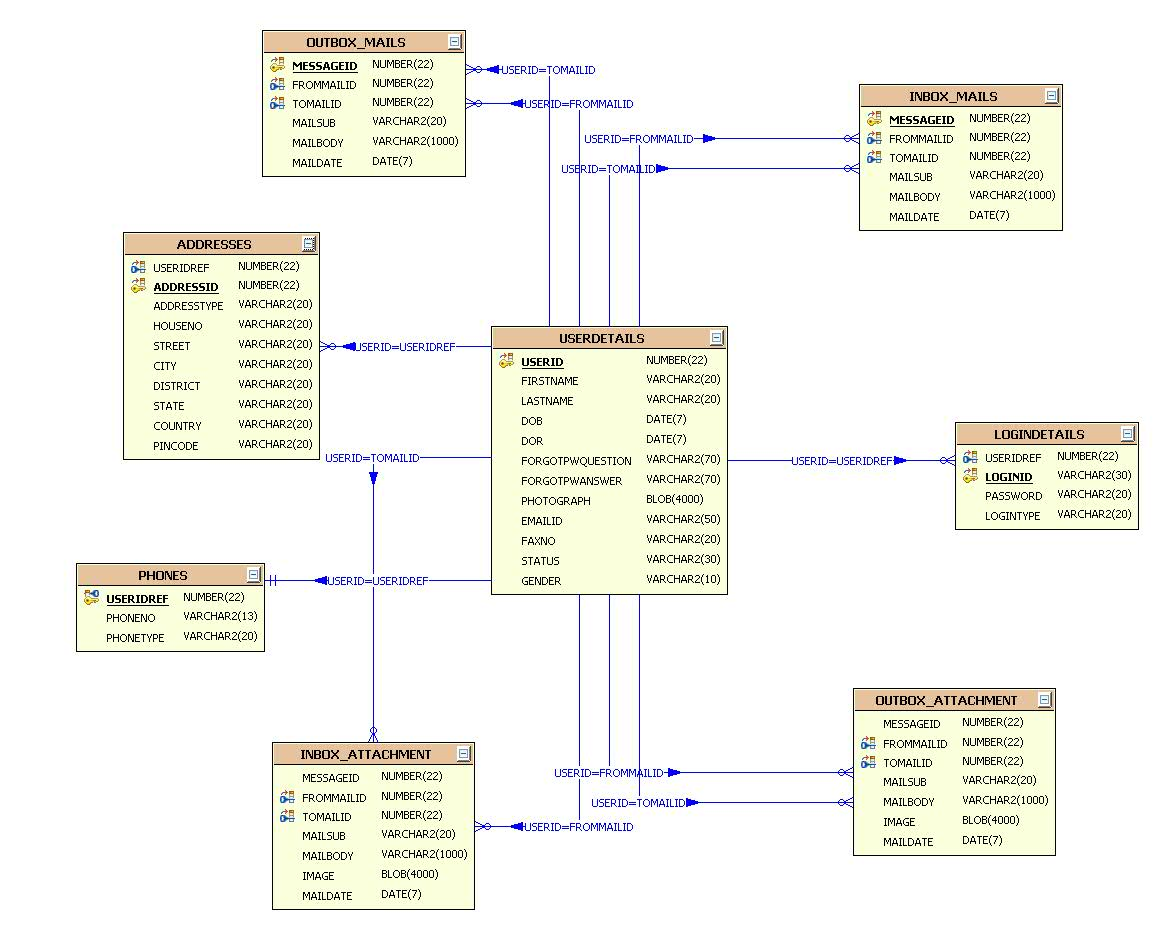 OUTBOX_MAILS
MESSAGEID NUMBER(22)
FROMMAILID NUMBER(22)
TOMAILID NUMBER(22)
MAILSUB VARCHAR2(20)
MAILBODY VARCHAR2(1000)
MAILDATE DATE(7)
USERID=TOMAILID
USERID=FROMMAILID
USERID=FROMMAILID
USERID=TOMAILID
INBOX_MAILS
MESSAGEID NUMBER(22)
FROMMAILID NUMBER(22)
TOMAILID NUMBER(22)
MAILSUB VARCHAR2(20)
MAILBODY VARCHAR2(1000)
MAILDATE DATE(7)
ADDRESSES
USERIDREF NUMBER(22)
ADDRESSID NUMBER(22)
ADDRESSTYPE VARCHAR2(20)
HOUSENO VARCHAR2(20)
STREET VARCHAR2(20)
CITY VARCHAR2(20)
DISTRICT VARCHAR2(20)
STATE VARCHAR2(20)
COUNTRY VARCHAR2(20)
PINCODE VARCHAR2(20)
USERID=USERIDREF
USERID=TOMAILID
USERDETAILS
USERID NUMBER(22)
FIRSTNAME VARCHAR2(20)
LASTNAME VARCHAR2(20)
DOB DATE(7)
DOR DATE(7)
FORGOTPWQUESTION VARCHAR2(70)
FORGOTPWANSWER VARCHAR2(70)
PHOTOGRAPH BLOB(4000)
EMAILID VARCHAR2(50)
FAXNO VARCHAR2(20)
STATUS VARCHAR2(30)
GENDER VARCHAR2(10)
USERID=USERIDREF
LOGINDETAILS
USERIDREF NUMBER(22)
LOGINID VARCHAR2(30)
PASSWORD VARCHAR2(20)
LOGINTYPE VARCHAR2(20)
PHONES
USERIDREF NUMBER(22)
PHONENO VARCHAR2(13)
PHONETYPE VARCHAR2(20)
USERID=USERIDREF
INBOX_ATTACHMENT
MESSAGEID NUMBER(22)
FROMMAILID NUMBER(22)
TOMAILID NUMBER(22)
MAILSUB VARCHAR2(20)
MAILBODY VARCHAR2(1000)
IMAGE BLOB(4000)
MAILDATE DATE(7)
USERID=FROMMAILID
USERID=TOMAILID
USERID=FROMMAILID
OUTBOX_ATTACHMENT
MESSAGEID NUMBER(22)
FROMMAILID NUMBER(22)
TOMAILID NUMBER(22)
MAILSUB VARCHAR2(20)
MAILBODY VARCHAR2(1000)
IMAGE BLOB(4000)
MAILDATE DATE(7)